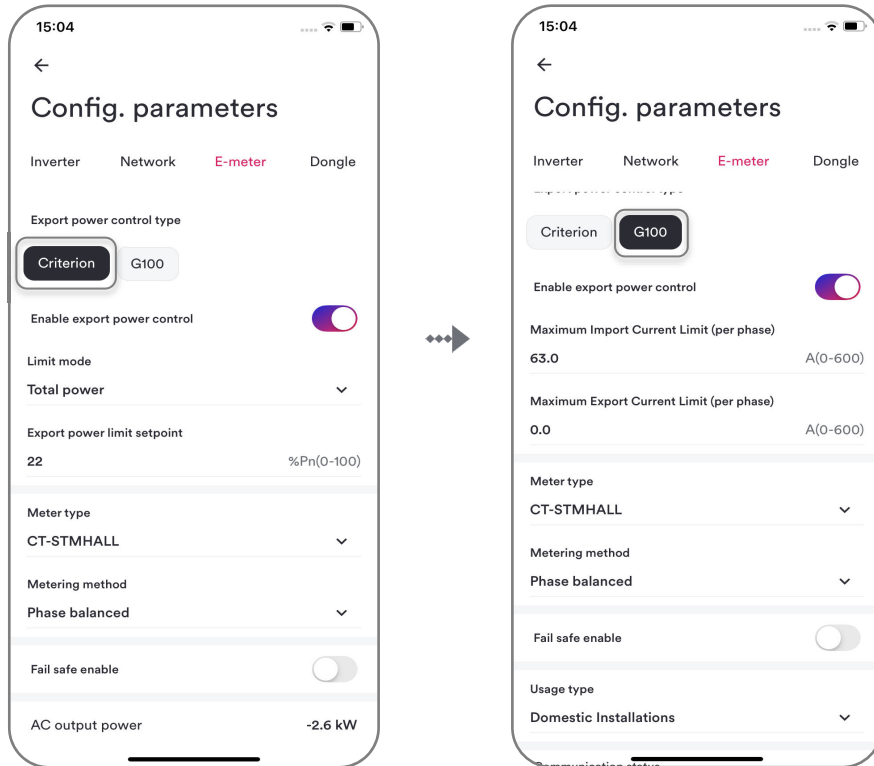 15:04
Config. parameters
Inverter Network E-meter Dongle
Export power control type
Criterion G100
Enable export power control
Limit mode
Total power
Export power limit setpoint
22 %Pn(0-100)
Meter type
CT-STMHALL
Metering method
Phase balanced
Fail safe enable
AC output power -2.6 kW
15:04
Config. parameters
Inverter Network E-meter Dongle
Criterion G100
Enable export power control
Maximum Import Current Limit (per phase)
63.0 A(0-600)
Maximum Export Current Limit (per phase)
0.0 A(0-600)
Meter type
CT-STMHALL
Metering method
Phase balanced
Fail safe enable
Usage type
Domestic Installations
Communication status